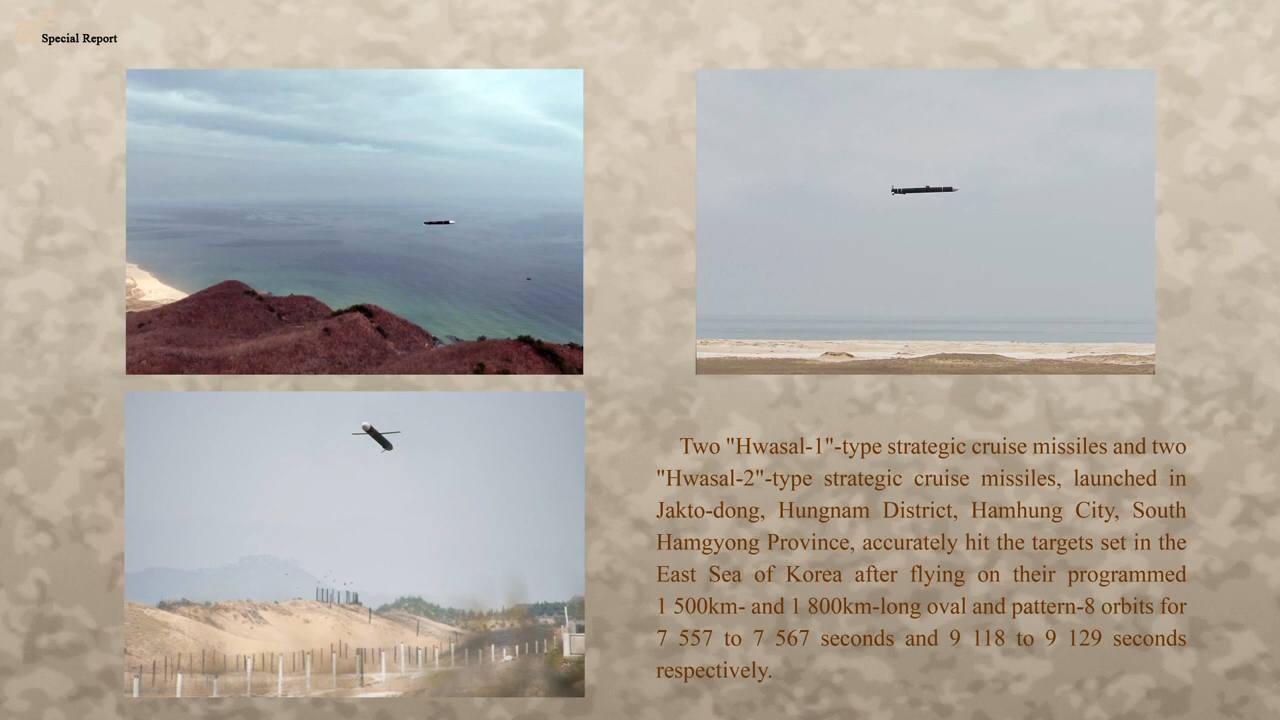 Special Report
Two "Hwasal-1"-type strategic cruise missiles and two
"Hwasal-2"-type strategic cruise missiles, launched in
Jakto-dong, Hungnam District, Hamhung City, South
Hamgyong Province, accurately hit the targets set in the
East Sea of Korea after flying on their programmed
1 500km- and 1 800km-long oval and pattern-8 orbits for
7 557 to 7 567 seconds and 9 118 to 9 129 seconds
respectively.